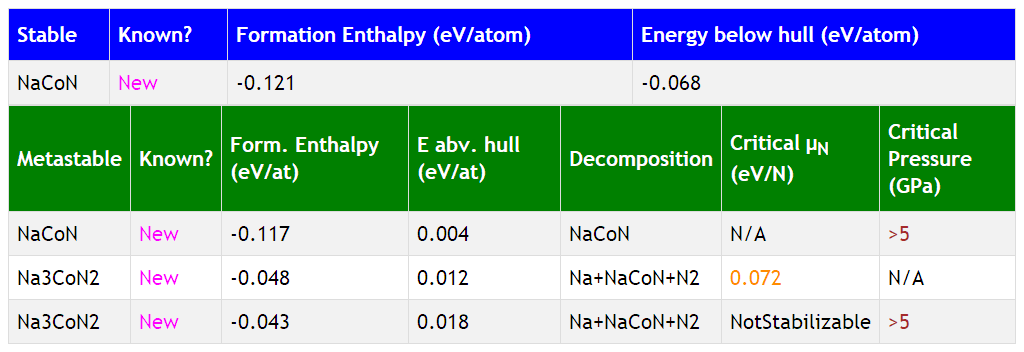 Stable Known? Formation Enthalpy (eV/atom) Energy below hull (eV/atom)
NaCoN New -0.121 -0.068
Metastable Known? Form. Enthalpy (eV/at) E abv. hull (eV/at) Decomposition Critical μN (eV/N) Critical Pressure (GPa)
NaCoN New -0.117 0.004 NaCoN N/A >5
Na3CoN2 New -0.048 0.012 Na+NaCoN+N2 0.072 N/A
Na3CoN2 New -0.043 0.018 Na+NaCoN+N2 NotStabilizable >5